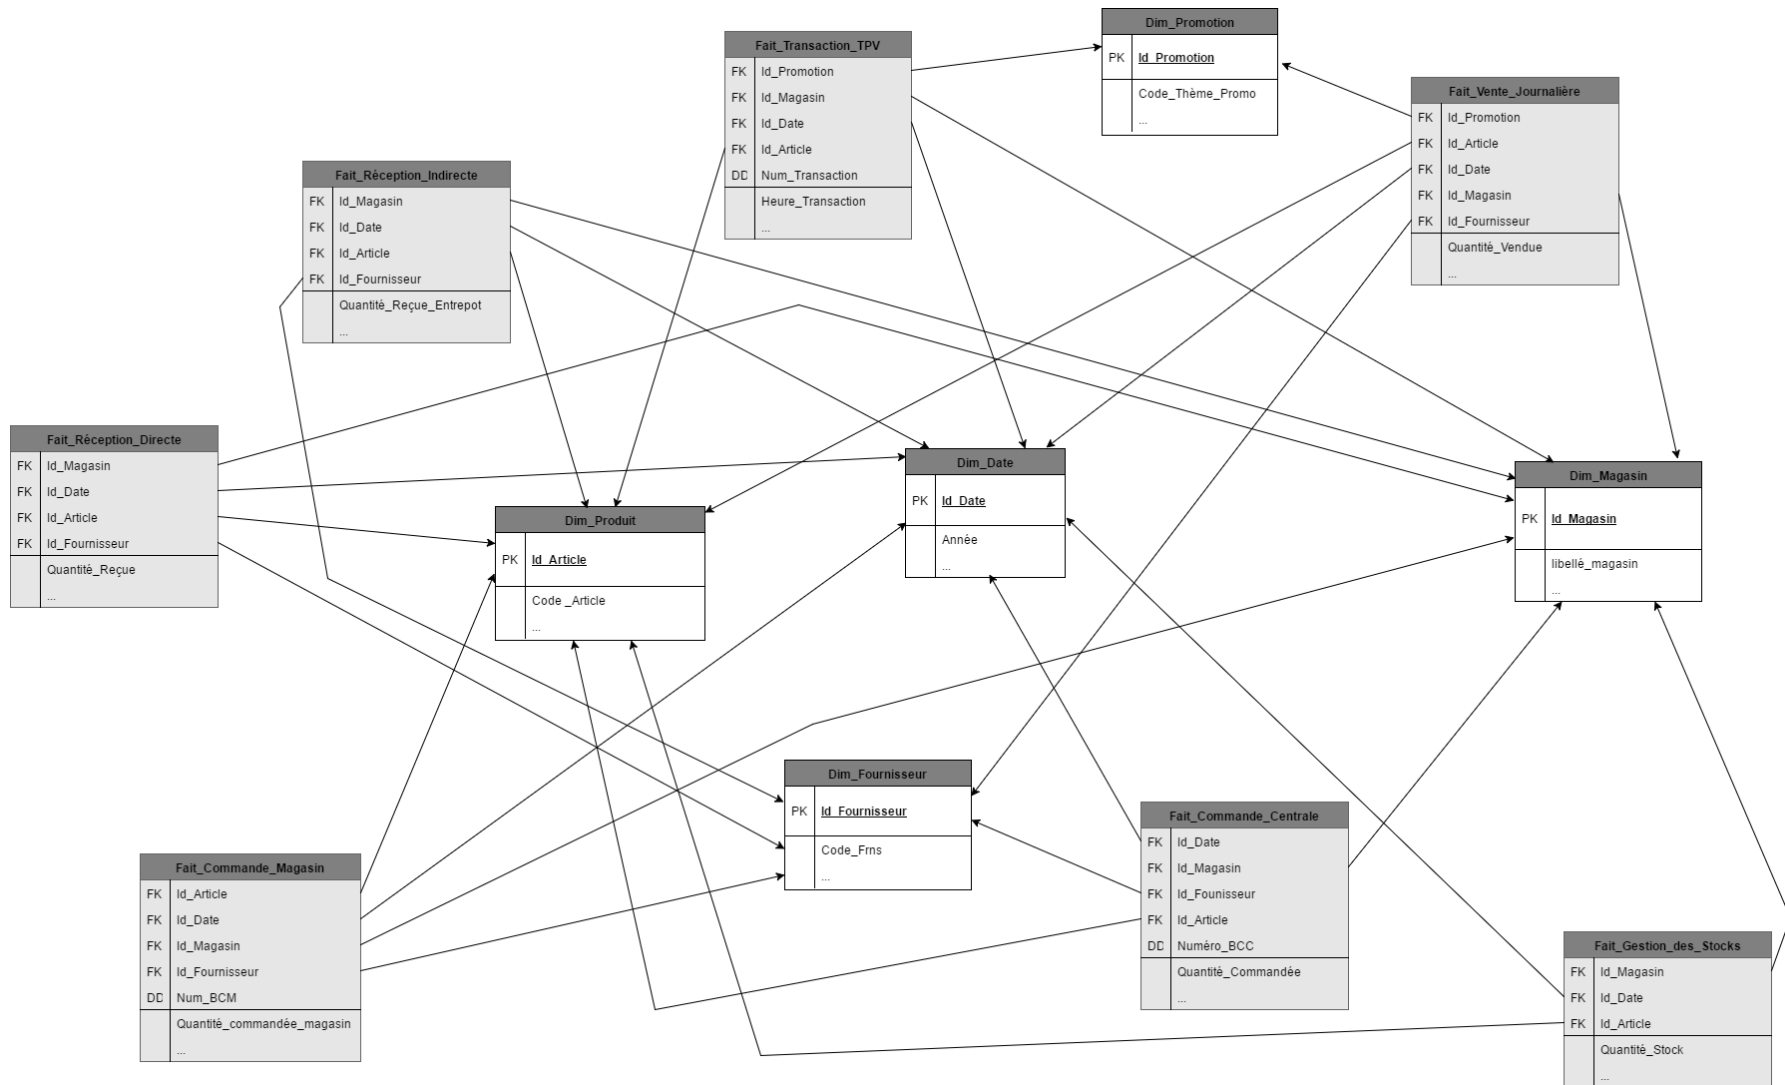 Dim_Promotion
PK Id_Promotion
Code_Thème_Promo
...
Fait_Transaction_TPV
FK Id_Promotion
FK Id_Magasin
FK Id_Date
FK Id_Article
DD Num_Transaction
Heure_Transaction
...
Fait_Vente_Journalière
FK Id_Promotion
FK Id_Article
FK Id_Date
FK Id_Magasin
FK Id_Fournisseur
Quantité_Vendue
...
Fait_Réception_Indirecte
FK Id_Magasin
FK Id_Date
FK Id_Article
FK Id_Fournisseur
Quantité_Reçue_Entrepot
...
Fait_Réception_Directe
FK Id_Magasin
FK Id_Date
FK Id_Article
FK Id_Fournisseur
Quantité_Reçue
...
Dim_Produit
PK Id_Article
Code _Article
...
Dim_Date
PK Id_Date
Année
...
Dim_Magasin
PK Id_Magasin
libellé_magasin
...
Dim_Fournisseur
PK Id_Fournisseur
Code_Frns
...
Fait_Commande_Magasin
FK Id_Article
FK Id_Date
FK Id_Magasin
FK Id_Fournisseur
DD Num_BCM
Quantité_commandée_magasin
...
Fait_Commande_Centrale
FK Id_Date
FK Id_Magasin
FK Id_Founisseur
FK Id_Article
DD Numéro_BCC
Quantité_Commandée
...
Fait_Gestion_des_Stocks
FK Id_Magasin
FK Id_Date
FK Id_Article
Quantité_Stock
...